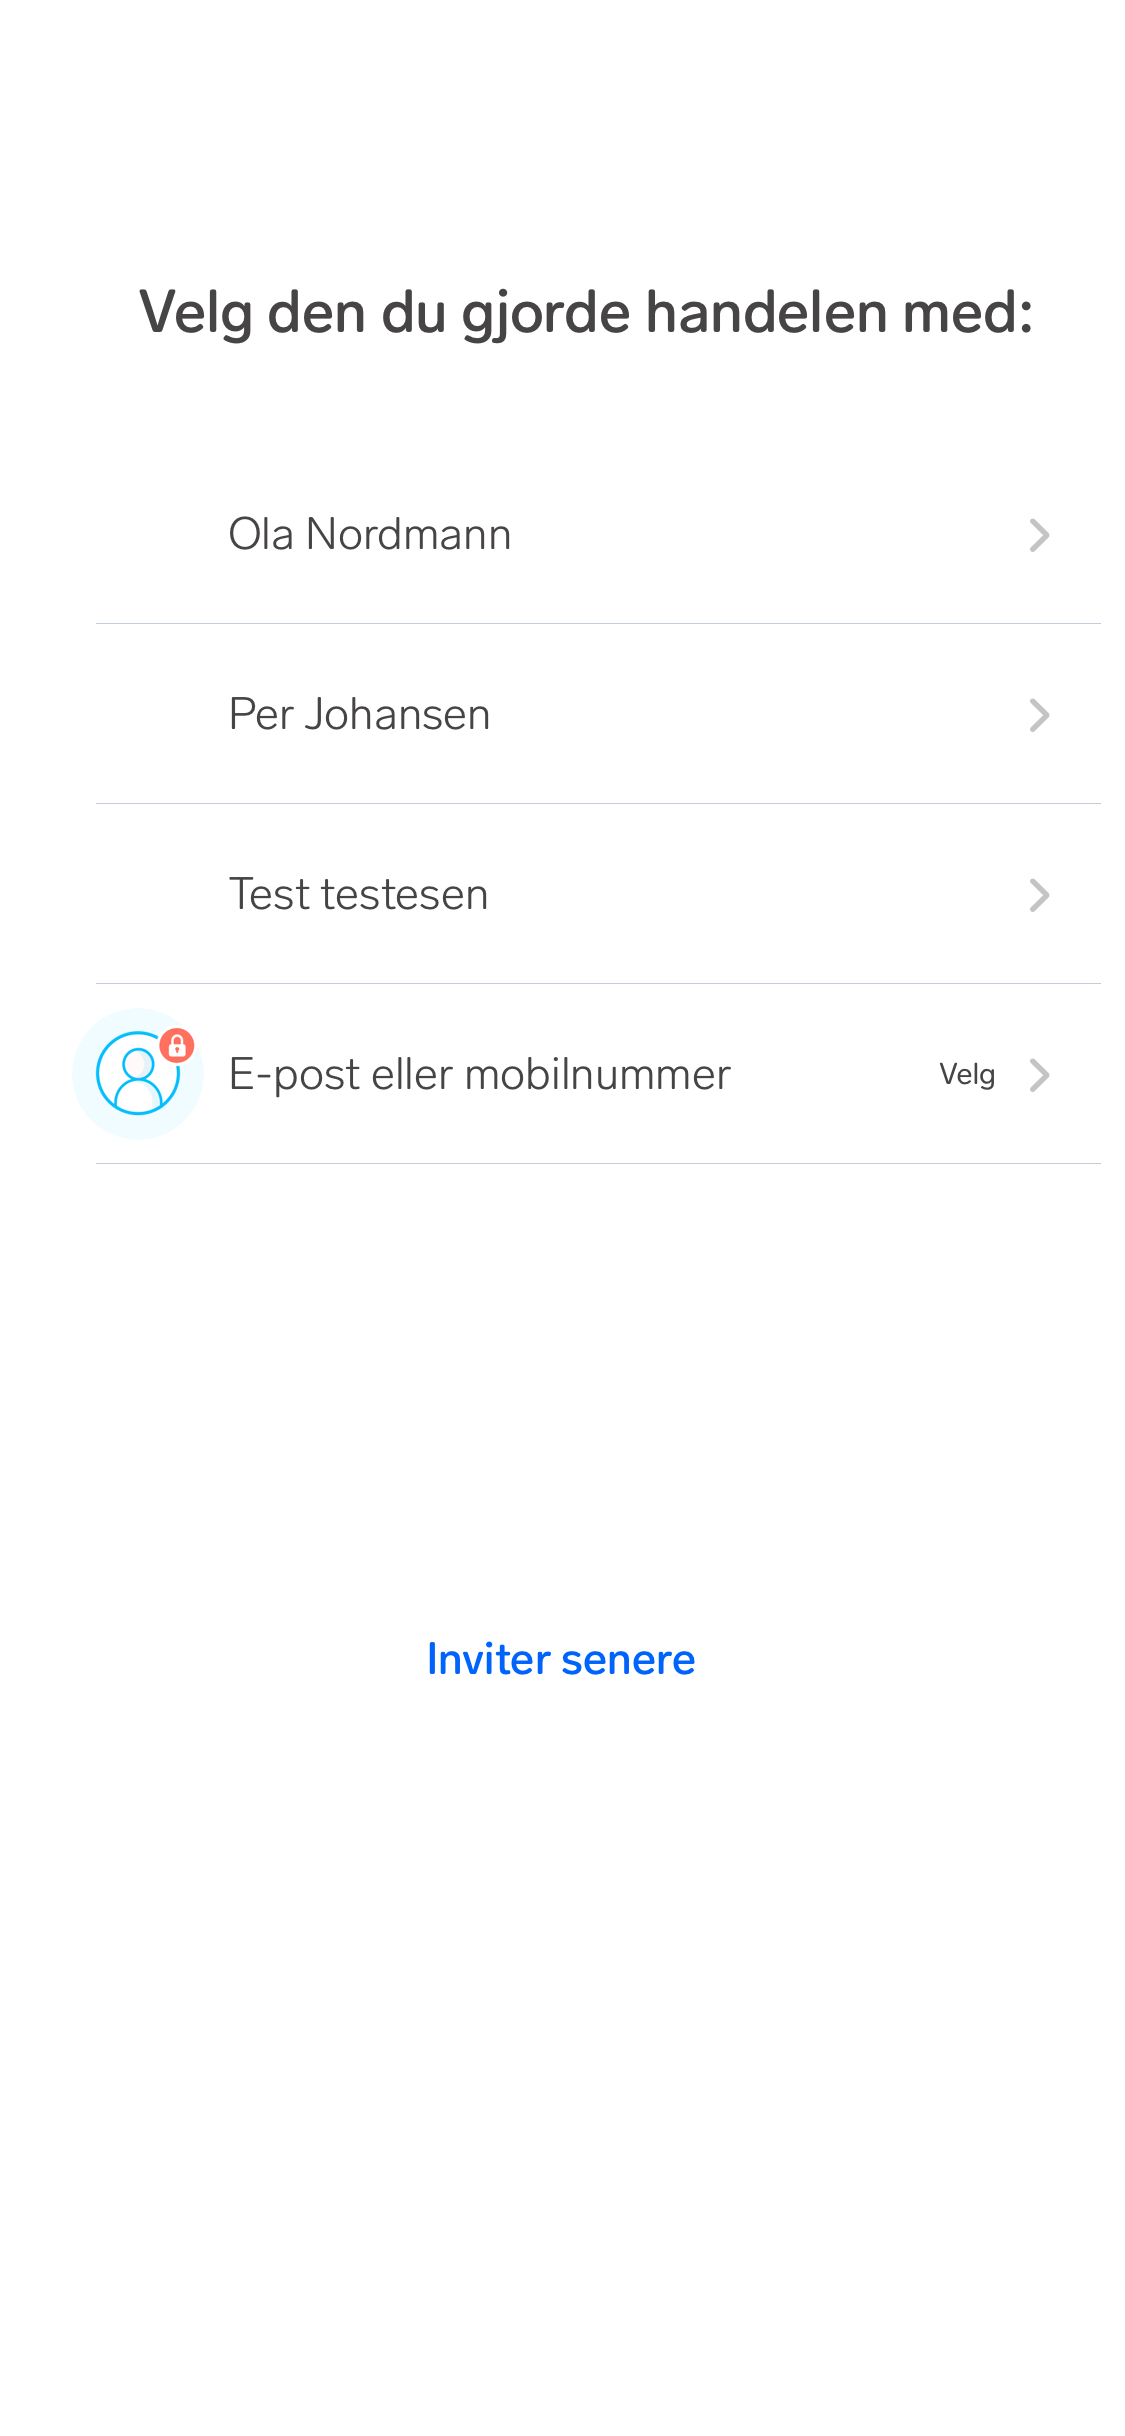 Velg den du gjorde handelen med:
Ola Nordmann
Per Johansen
Test testesen
E-post eller mobilnummer Velg
Inviter senere